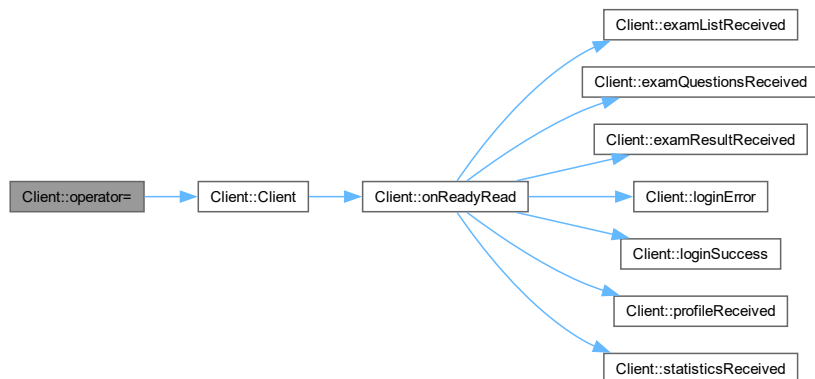 Client::operator=
Client::Client
Client::onReadyRead
Client::examListReceived
Client::examQuestionsReceived
Client::examResultReceived
Client::loginError
Client::loginSuccess
Client::profileReceived
Client::statisticsReceived